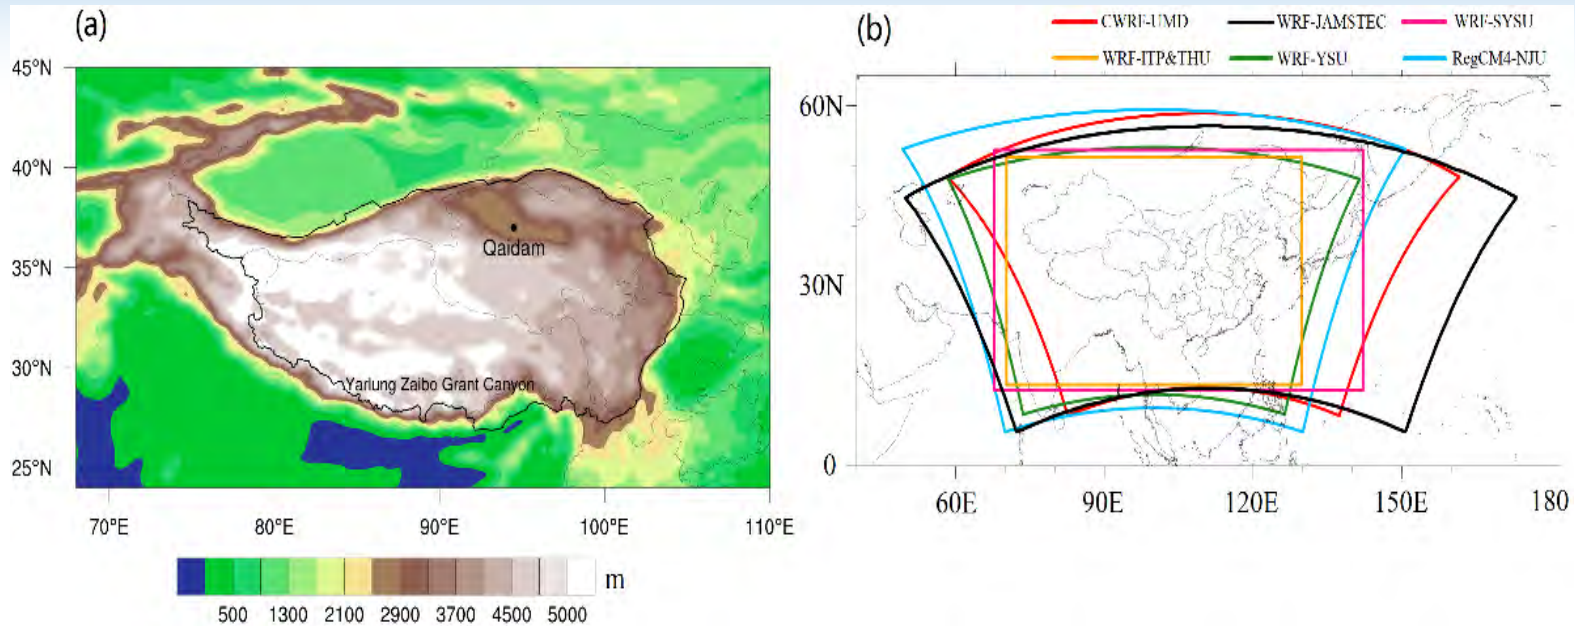 (a)
45°N
40°N
35°N
30°N
25°N
Qaidam
Yarlung Zaibo Grant Canyon
70°E 80°E 90°E 100°E 110°E
500 1300 2100 2900 3700 4500 5000 m
(b)
CWRF-UMD WRF-JAMSTEC WRF-SYSU
WRF-ITP&THU WRF-YSU RegCM4-NJU
60N
30N
0
60E 90E 120E 150E 180